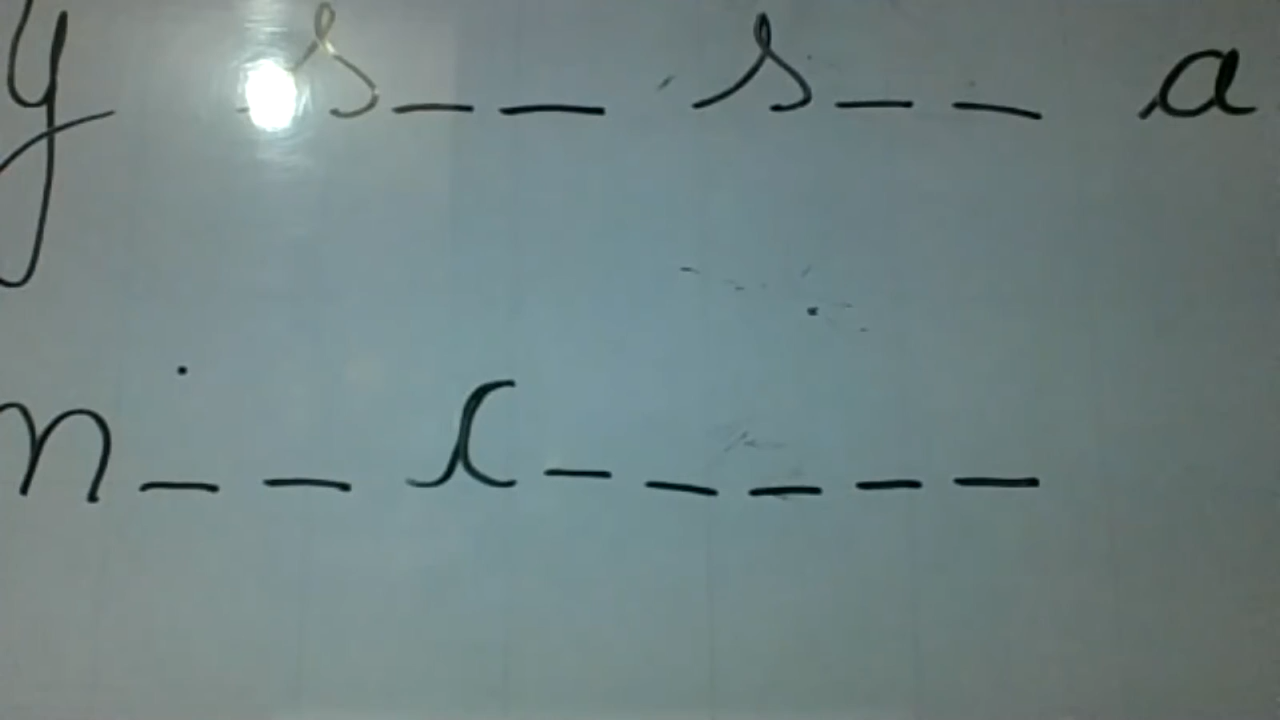 y s _ _ s _ _ a
n _ _ c _ _ _ _ _